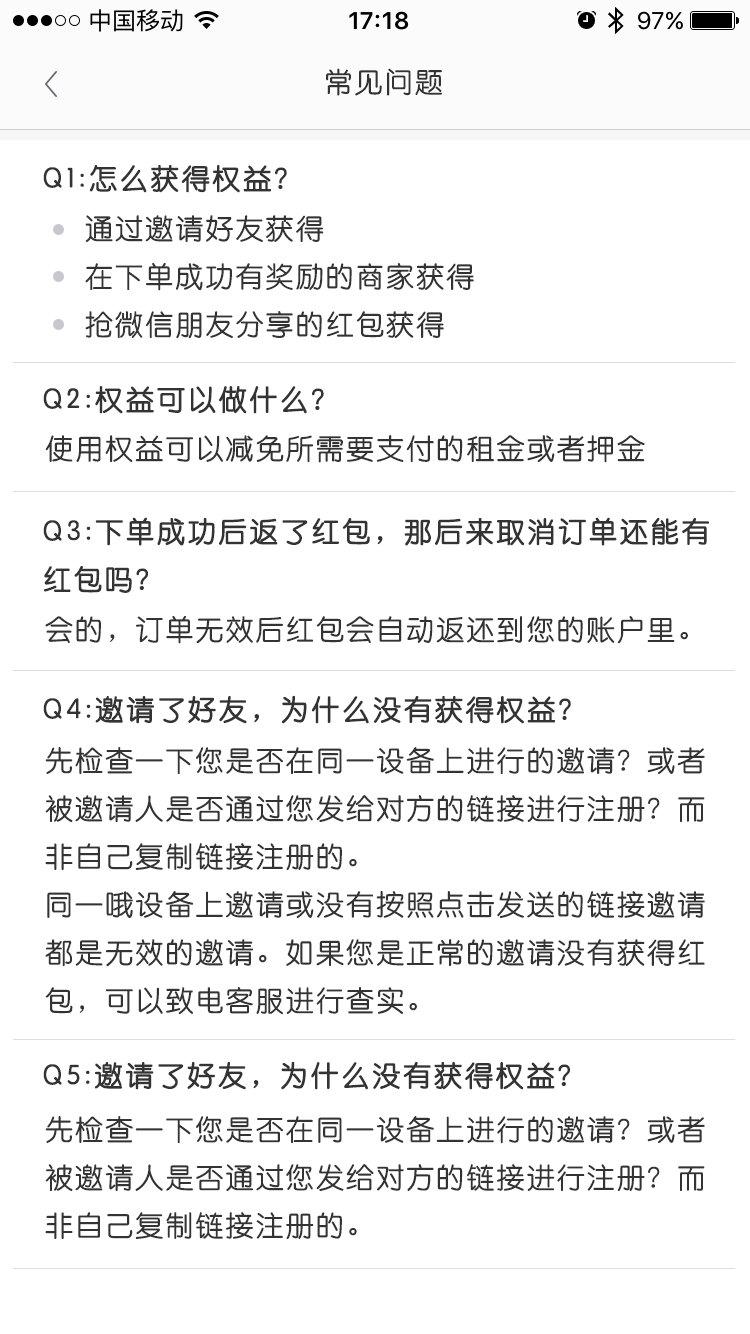 中国移动 17:18 97%
常见问题
Q1:怎么获得权益?
通过邀请好友获得
在下单成功有奖励的商家获得
抢微信朋友分享的红包获得
Q2:权益可以做什么?
使用权益可以减免所需要支付的租金或者押金
Q3:下单成功后返了红包，那后来取消订单还能有
红包吗?
会的，订单无效后红包会自动返还到您的账户里。
Q4:邀请了好友，为什么没有获得权益?
先检查一下您是否在同一设备上进行的邀请? 或者
被邀请人是否通过您发给对方的链接进行注册? 而
非自己复制链接注册的。
同一哦设备上邀请或没有按照点击发送的链接邀请
都是无效的邀请。如果您是正常的邀请没有获得红
包，可以致电客服进行查实。
Q5:邀请了好友，为什么没有获得权益?
先检查一下您是否在同一设备上进行的邀请? 或者
被邀请人是否通过您发给对方的链接进行注册? 而
非自己复制链接注册的。